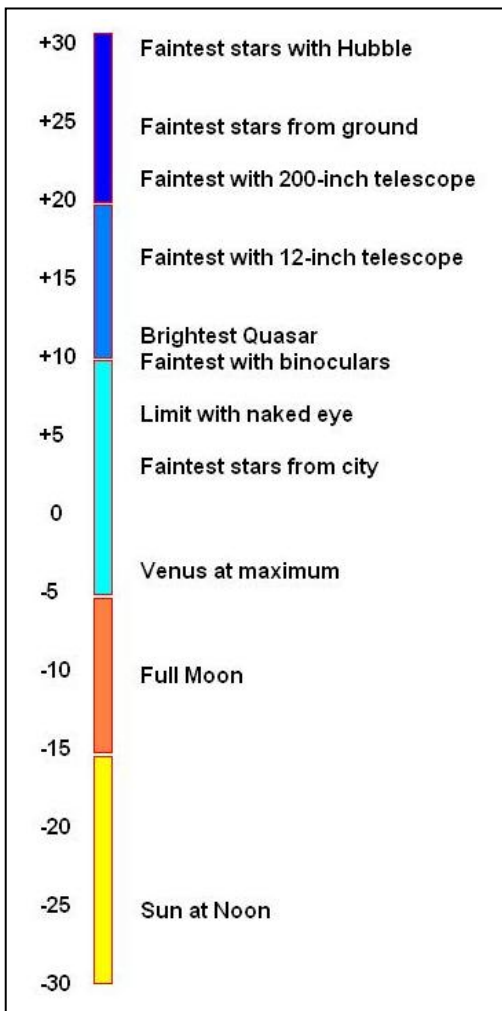 +30 Faintest stars with Hubble
+25 Faintest stars from ground
Faintest with 200-inch telescope
+20
Faintest with 12-inch telescope
+15
Brightest Quasar
+10 Faintest with binoculars
Limit with naked eye
+5
Faintest stars from city
0
Venus at maximum
-5
-10 Full Moon
-15
-20
-25 Sun at Noon
-30